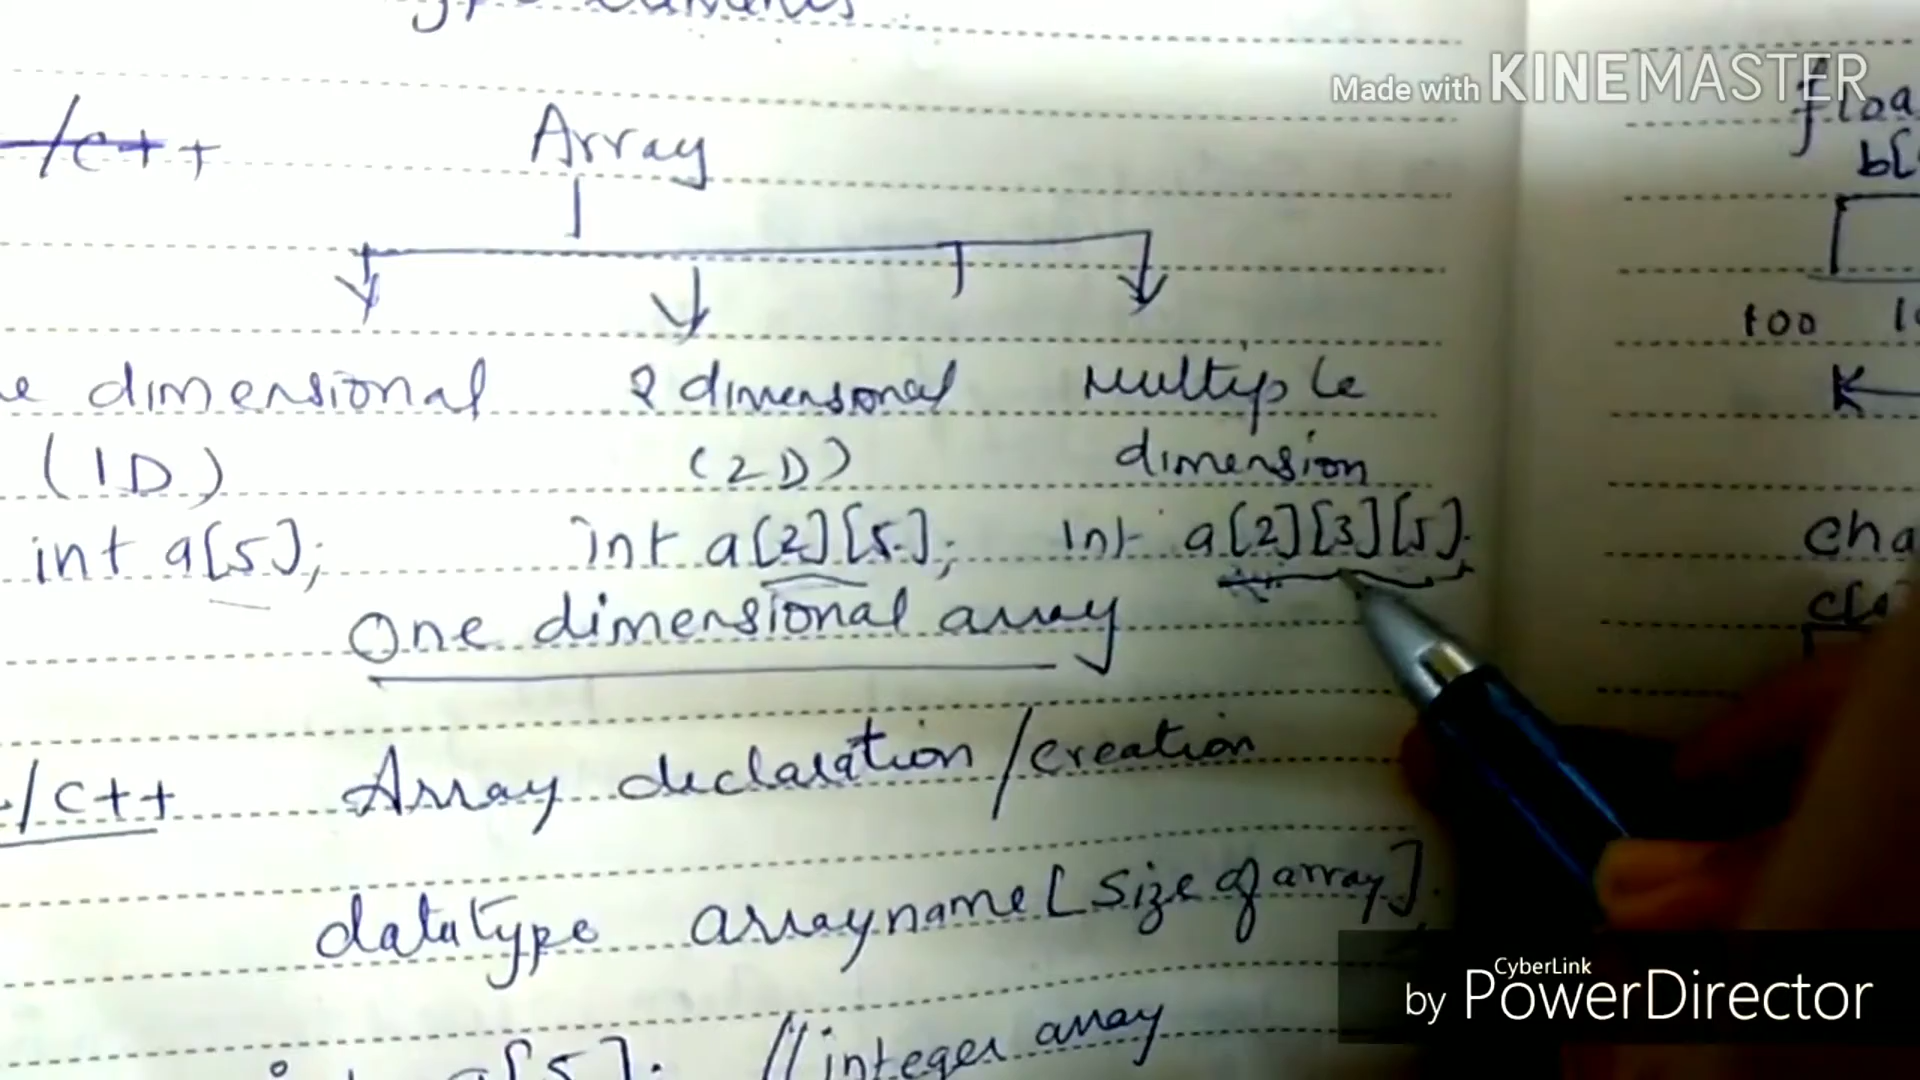 Made with KINEMASTER
/C++
Array
dimensional
2 dimensional
Multiple
dimension
(1D)
(2D)
int a[5];
int a[2][5];
int a[2][3][5].
One dimensional array
/C++
Array declaration/creation
datatype arrayname[size of array].
a[5]; //integer array
b[
100
CyberLink
by PowerDirector